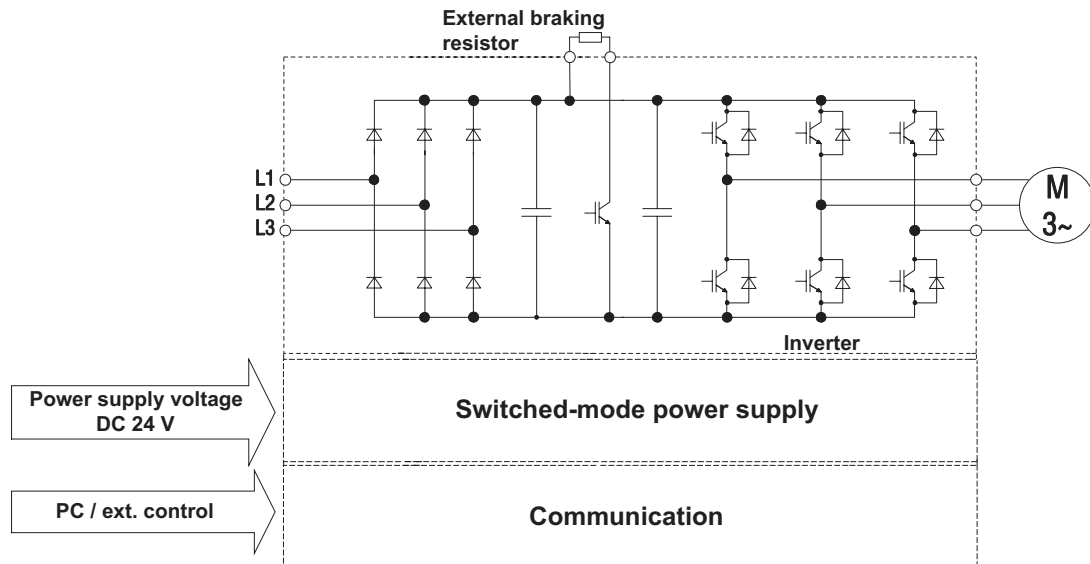 External braking
resistor
L1
L2
L3
M
3~
Inverter
Power supply voltage
DC 24 V
Switched-mode power supply
PC / ext. control
Communication